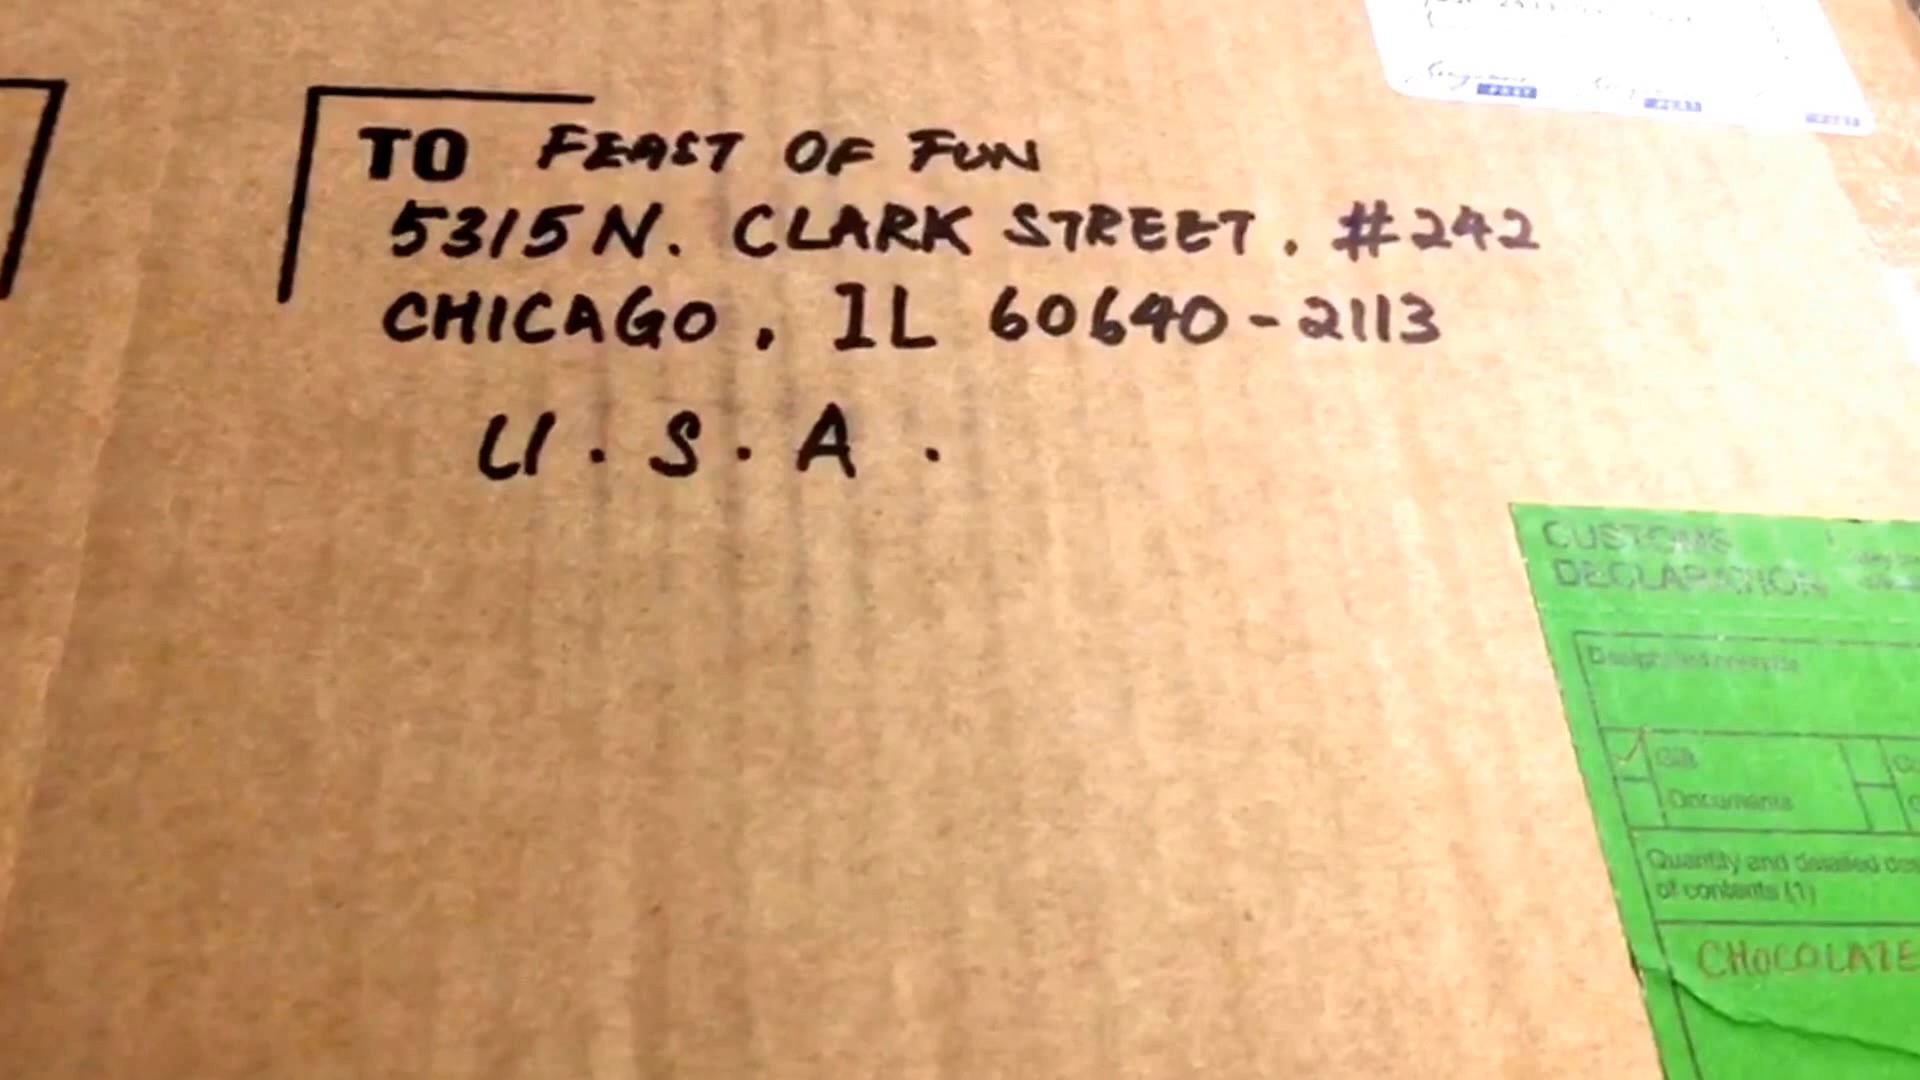 TO FEAST OF FUN
5315 N. CLARK STREET. #242
CHICAGO, IL 60640-2113
U.S.A.
CUSTOMS
DECLARATION
Gift
Documents
Quantity and detailed
of contents (1)
CHOCOLATE